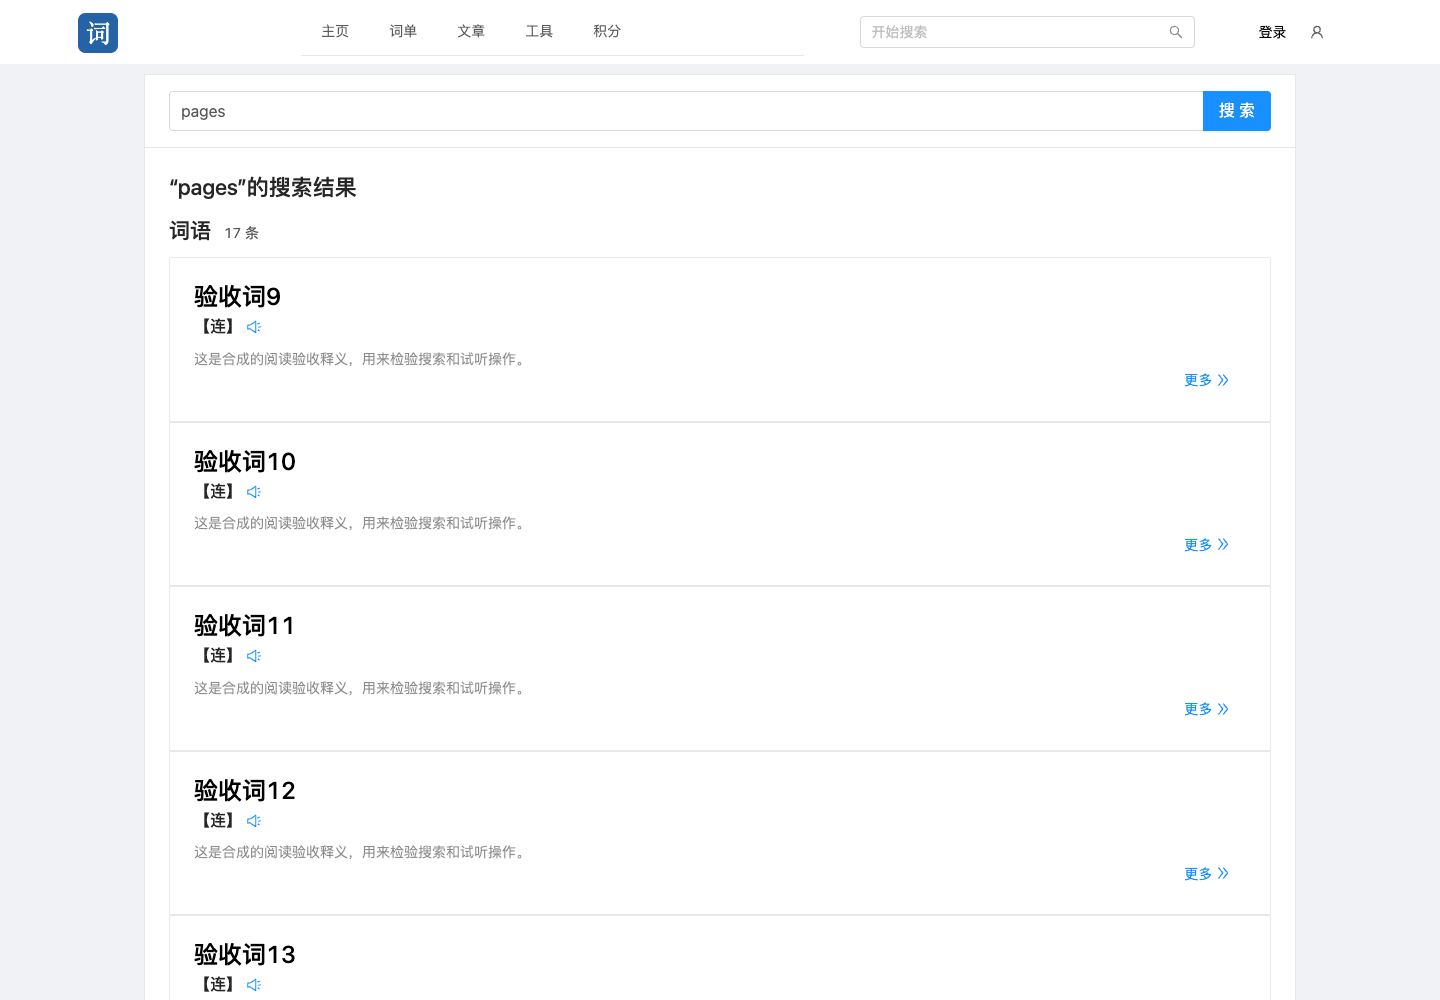 词
主页 词单 文章 工具 积分
开始搜索
登录
pages
搜 索
“pages”的搜索结果
词语 17 条
验收词9
【连】
这是合成的阅读验收释义，用来检验搜索和试听操作。
更多
验收词10
【连】
这是合成的阅读验收释义，用来检验搜索和试听操作。
更多
验收词11
【连】
这是合成的阅读验收释义，用来检验搜索和试听操作。
更多
验收词12
【连】
这是合成的阅读验收释义，用来检验搜索和试听操作。
更多
验收词13
【连】